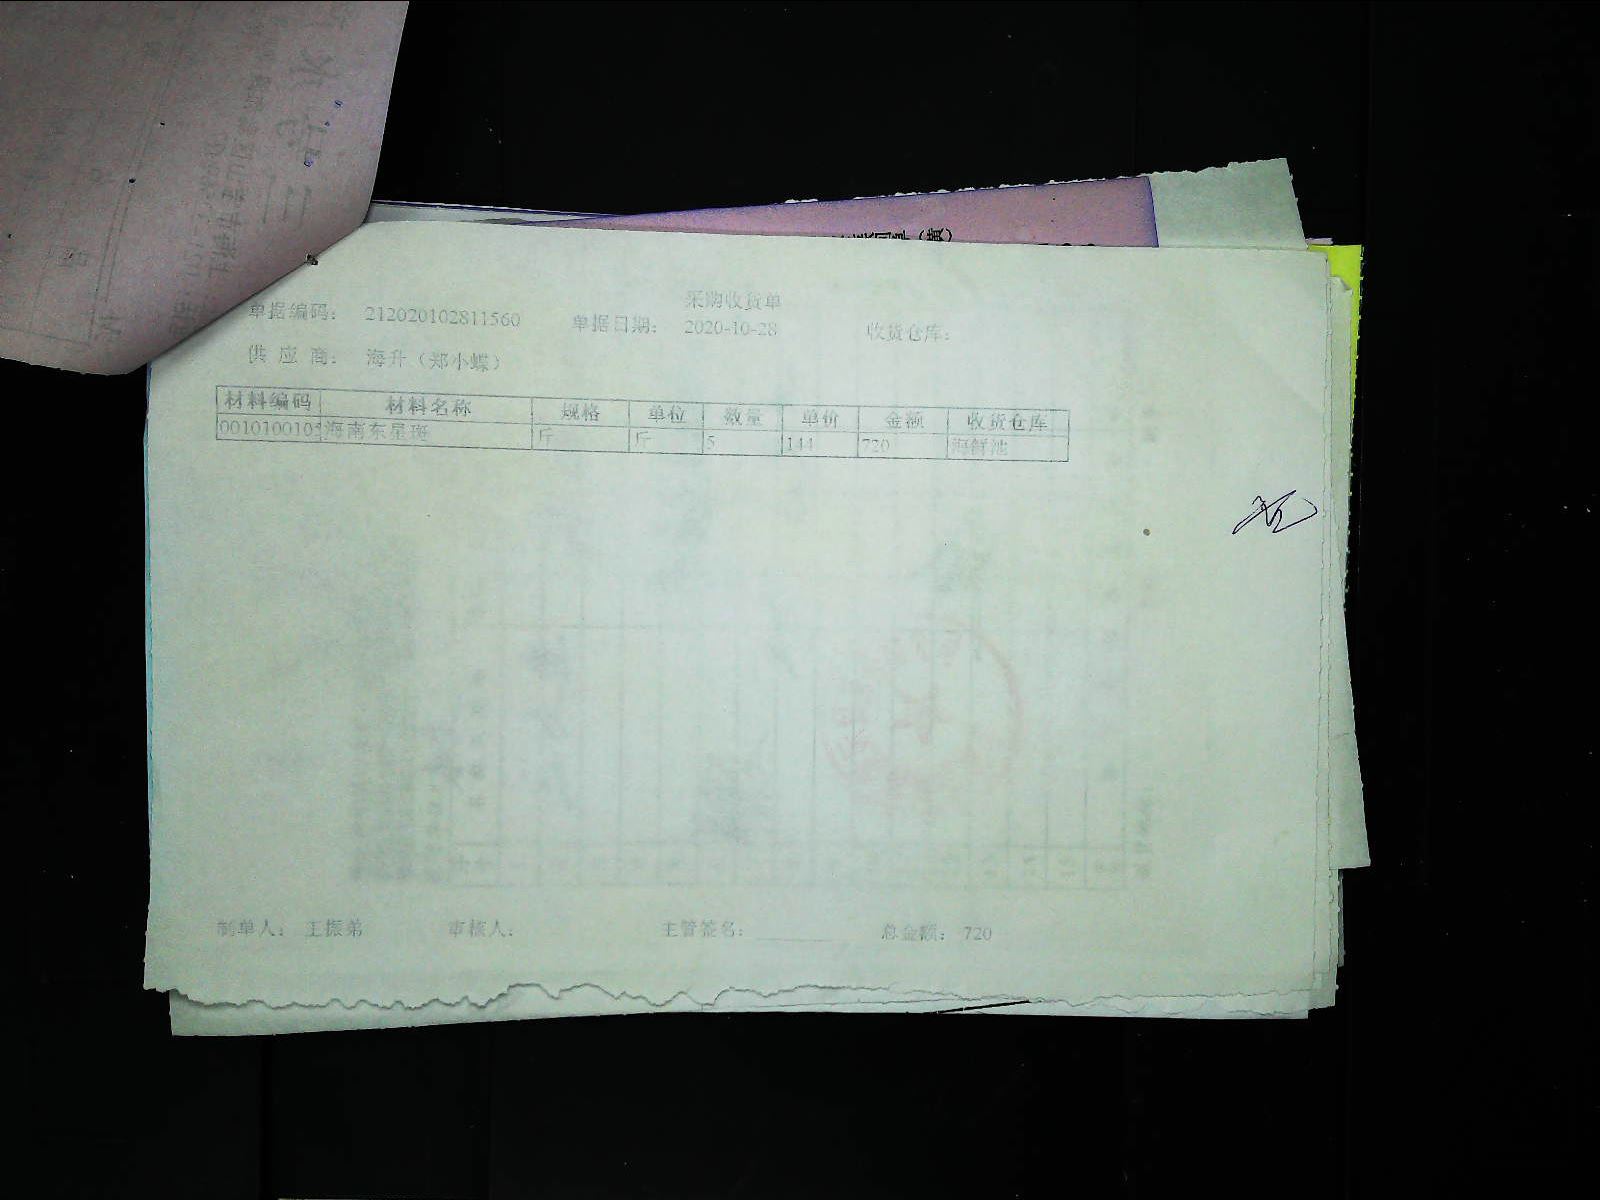 采购收货单
单据编码： 212020102811560 单据日期： 2020-10-28 收货仓库：
供 应 商： 海升（郑小蝶）
材料编码 材料名称 规格 单位 数量 单价 金额 收货仓库
001010010 海南东星斑 斤 斤 5 144 720 海鲜池
制单人： 王振弟 审核人： 主管签名： 总金额： 720